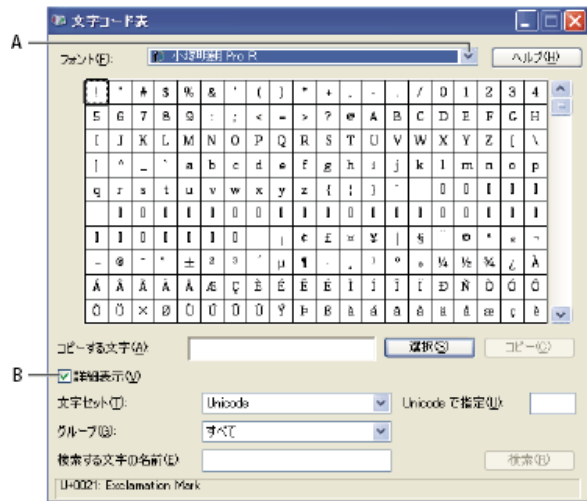 文字コード表
A
フォント(F): 小塚明朝 Pro R ヘルプ(H)
! " # $ % & ' ( ) * + , - . / 0 1 2 3 4
5 6 7 8 9 : ; < = > ? @ A B C D E F G H
I J K L M N O P Q R S T U V W X Y Z [ \
] ^ _ ` a b c d e f g h i j k l m n o p
q r s t u v w x y z { | } ~
¡ ¢ £ ¤ ¥ ¦ § ¨ © ª « ¬
- ® ¯ ° ± ² ³ ´ µ ¶ · ¸ ¹ º » ¼ ½ ¾ ¿ À
Á Â Ã Ä Å Æ Ç È É Ê Ë Ì Í Î Ï Ð Ñ Ò Ó Ô
Õ Ö × Ø Ù Ú Û Ü Ý Þ ß à á â ã ä å æ ç è
コピーする文字(A): 選択(S) コピー(C)
B
詳細表示(V)
文字セット(T): Unicode Unicode で指定(U):
グループ(G): すべて
検索する文字の名前(E) 検索(R)
U+0021: Exclamation Mark